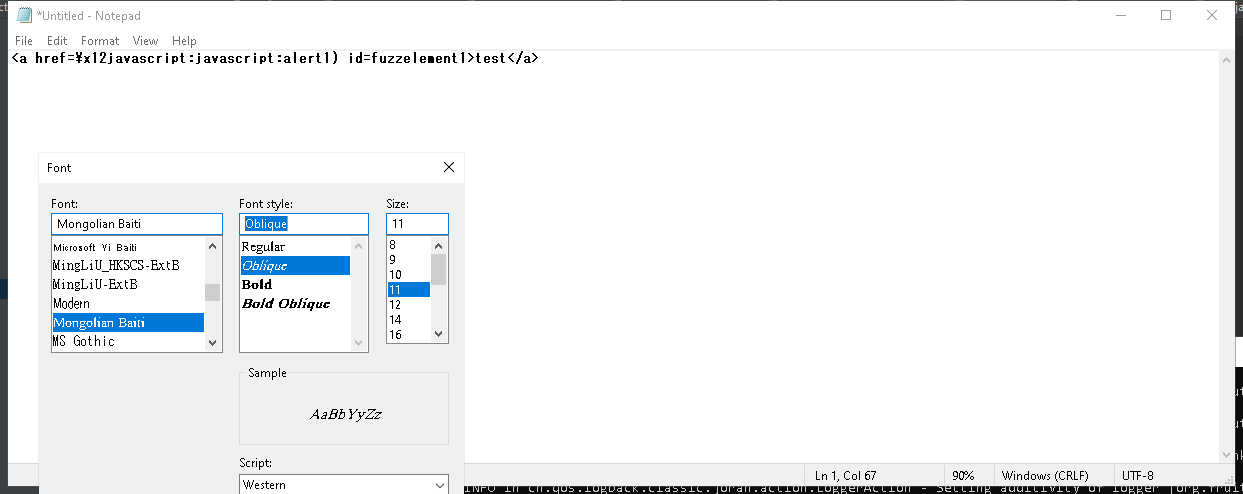 *Untitled - Notepad
File Edit Format View Help
<a href=¥x12javascript:javascript:alert1) id=fuzzelement1>test</a>
Font
Font: Font style: Size:
Mongolian Baiti Oblique 11
Microsoft Yi Baiti Regular 8
MingLiU_HKSCS-ExtB Oblique 9
MingLiU-ExtB Bold 10
Modern Bold Oblique 11
Mongolian Baiti 12
MS Gothic 14
16
Sample
AaBbYyZz
Script:
Western
Ln 1, Col 67 90% Windows (CRLF) UTF-8
INFO in ch.qos.logback.classic.joran.action.LoggerAction - Setting additivity of logger [org.fruit